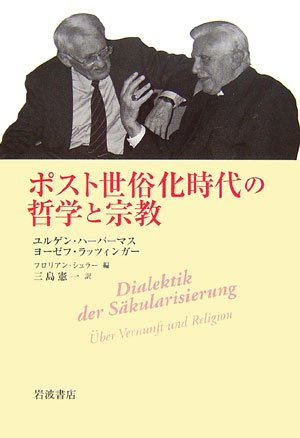 ポスト世俗化時代の
哲学と宗教
ユルゲン・ハーバーマス
ヨーゼフ・ラッツィンガー
フロリアン・シュラー 編
三島憲一 訳
Dialektik
der Säkularisierung
Über Vernunft und Religion
岩波書店